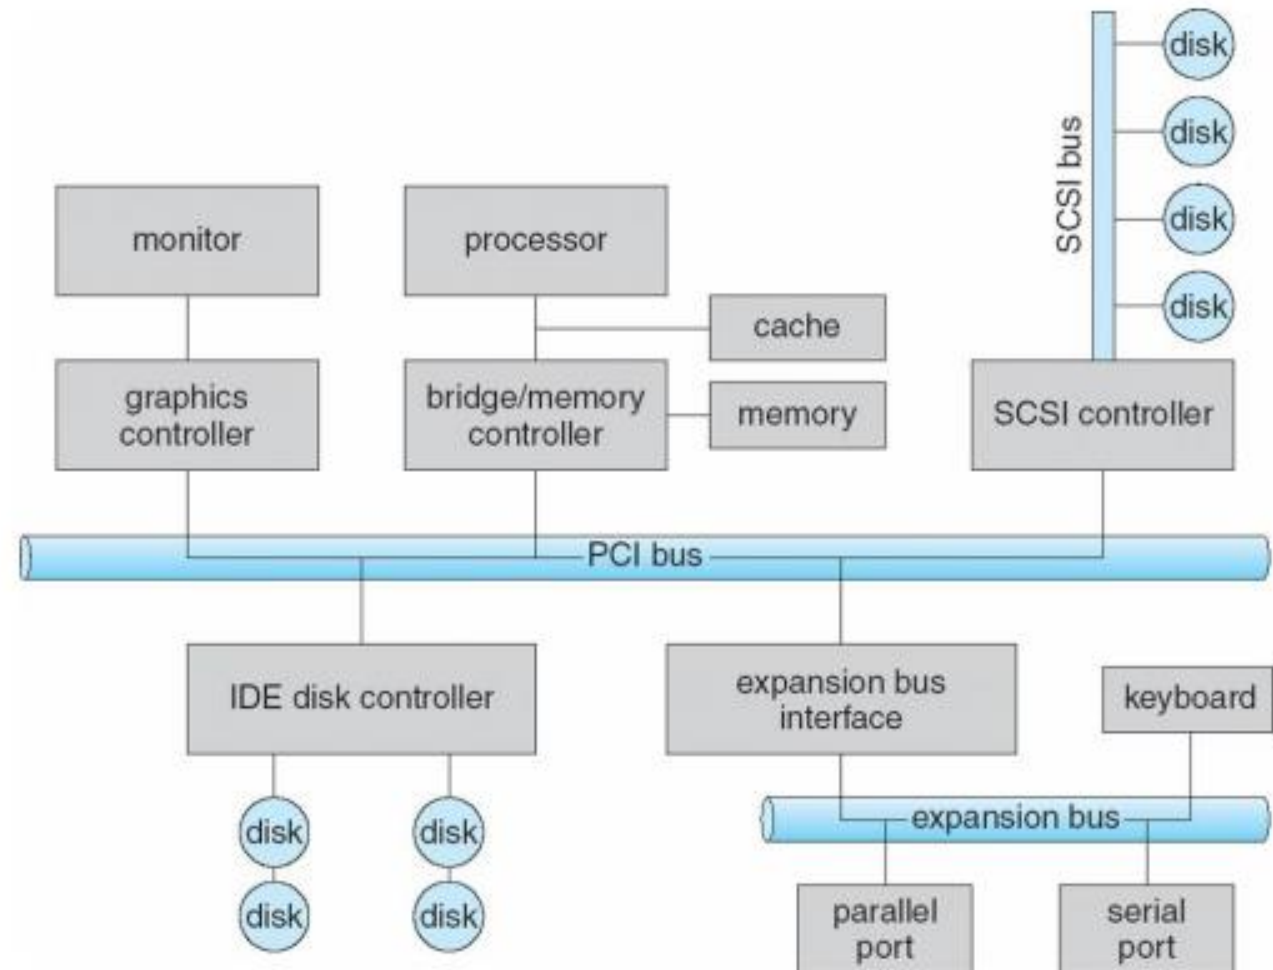 disk
disk
SCSI bus
disk
disk
monitor
processor
cache
graphics
controller
bridge/memory
controller
memory
SCSI controller
PCI bus
IDE disk controller
expansion bus
interface
keyboard
disk
disk
expansion bus
disk
disk
parallel
port
serial
port